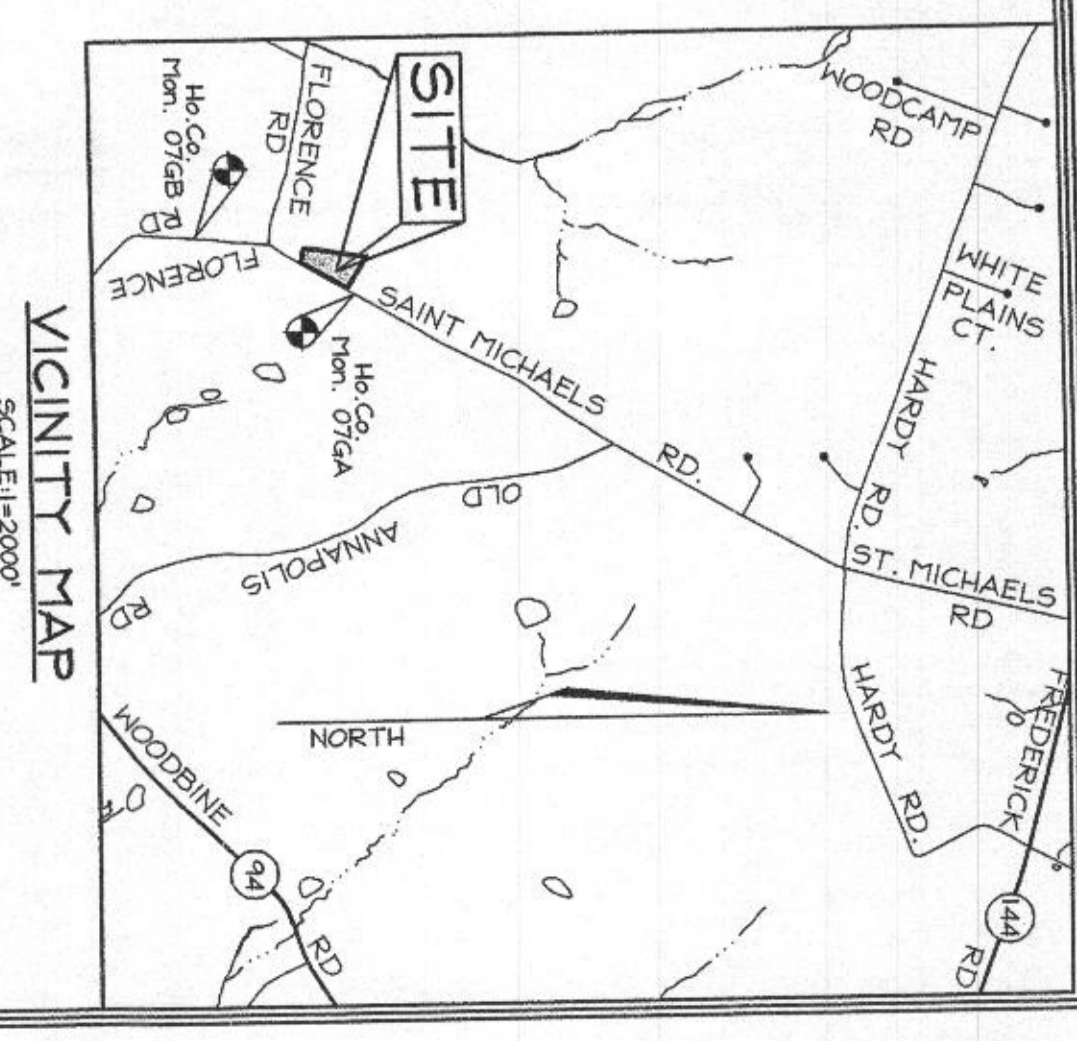 WOODCAMP
RD
WHITE
PLAINS
CT.
HARDY
RD.
ST. MICHAELS
RD
HARDY
RD.
FREDERICK
144
RD
SITE
FLORENCE
RD
Ho.Co.
Mon. 07GB
RD
FLORENCE
SAINT MICHAELS
RD.
Ho.Co.
Mon. 07GA
OLD
ANNAPOLIS
RD
NORTH
WOODBINE
94
RD
VICINITY MAP
SCALE:1=2000'